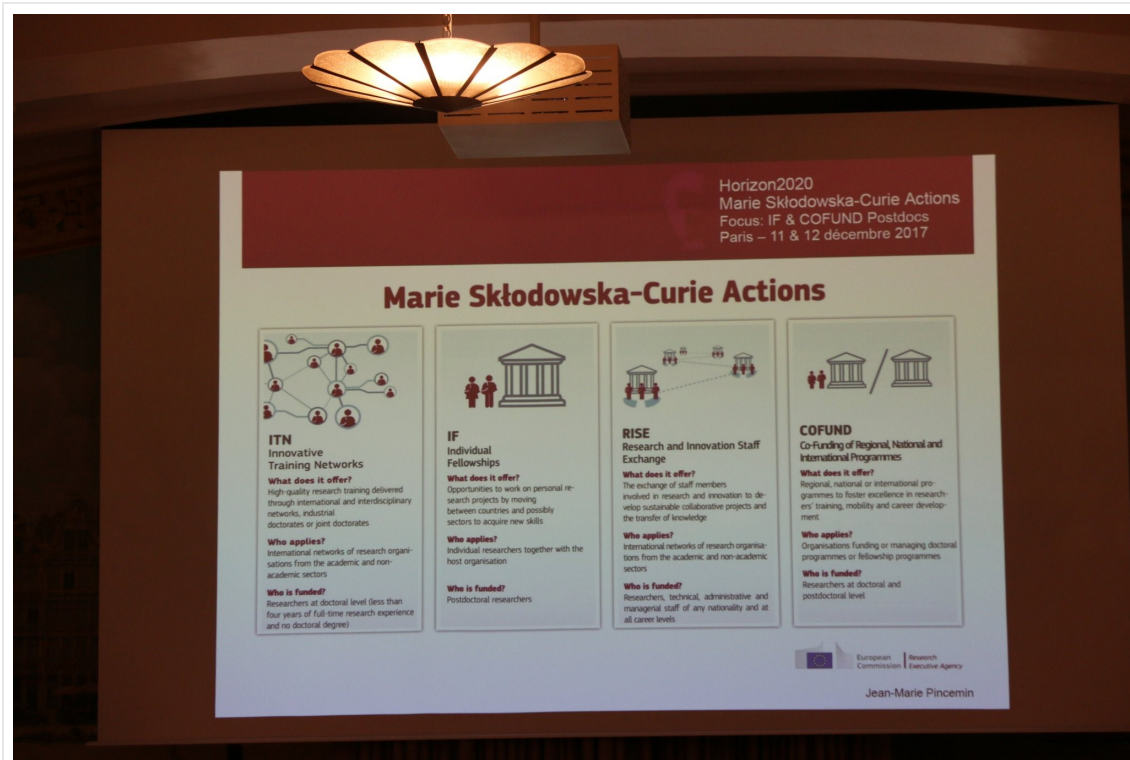 Horizon2020
Marie Skłodowska-Curie Actions
Focus: IF & COFUND Postdocs
Paris – 11 & 12 décembre 2017
Marie Skłodowska-Curie Actions
ITN
Innovative
Training Networks
What does it offer?
High-quality research training delivered
through international and interdisciplinary
networks, industrial
doctorates or joint doctorates
Who applies?
International networks of research organi-
sations from the academic and non-
academic sectors
Who is funded?
Researchers at doctoral level (less than
four years of full-time research experience
and no doctoral degree)
IF
Individual
Fellowships
What does it offer?
Opportunities to work on personal re-
search projects by moving
between countries and possibly
sectors to acquire new skills
Who applies?
Individual researchers together with the
host organisation
Who is funded?
Postdoctoral researchers
RISE
Research and Innovation Staff
Exchange
What does it offer?
The exchange of staff members
involved in research and innovation to de-
velop sustainable collaborative projects and
the transfer of knowledge
Who applies?
International networks of research organisa-
tions from the academic and non-academic
sectors
Who is funded?
Researchers, technical, administrative and
managerial staff of any nationality and at
all career levels
COFUND
Co-Funding of Regional, National and
International Programmes
What does it offer?
Regional, national or international pro-
grammes to foster excellence in research-
ers' training, mobility and career develop-
ment
Who applies?
Organisations funding or managing doctoral
programmes or fellowship programmes
Who is funded?
Researchers at doctoral and
postdoctoral level
European
Commission
Research
Executive Agency
Jean-Marie Pincemin